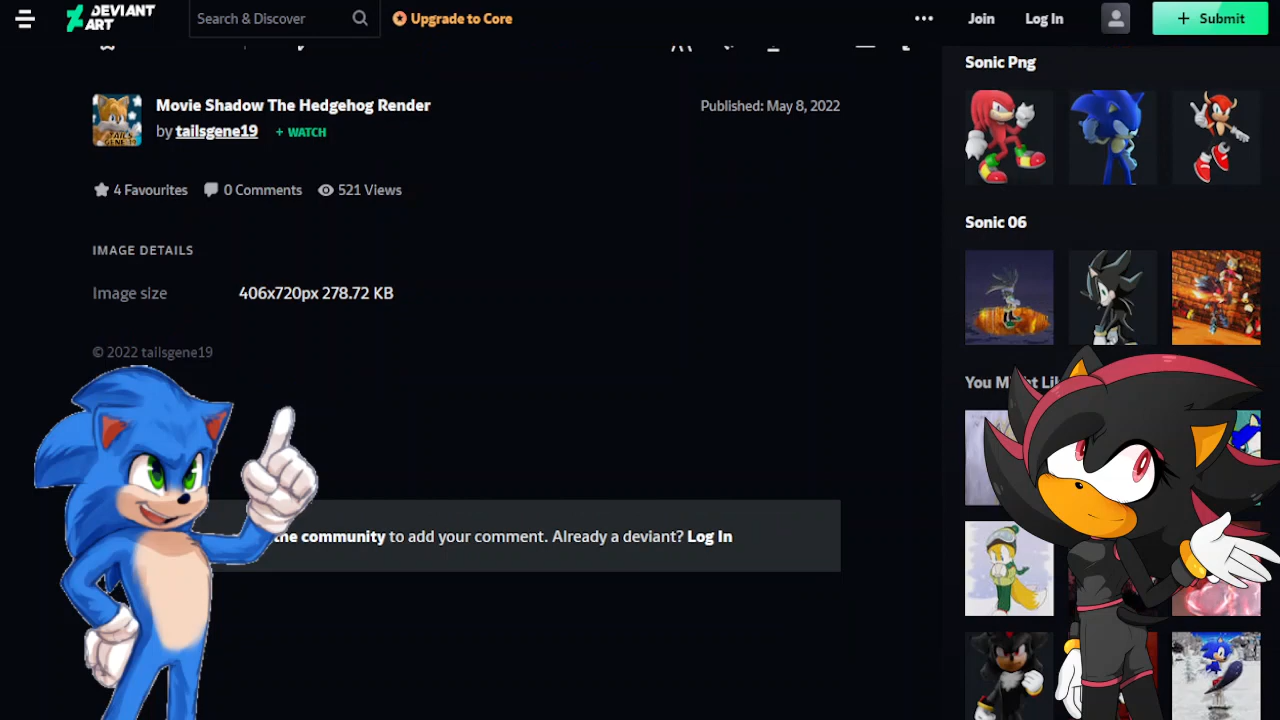 DEVIANT ART
Search & Discover
Upgrade to Core
Join
Log In
+ Submit
Movie Shadow The Hedgehog Render
by tailsgene19
+ WATCH
Published: May 8, 2022
4 Favourites
0 Comments
521 Views
IMAGE DETAILS
Image size
406x720px 278.72 KB
© 2022 tailsgene19
the community to add your comment. Already a deviant? Log In
Sonic Png
Sonic 06
You Might